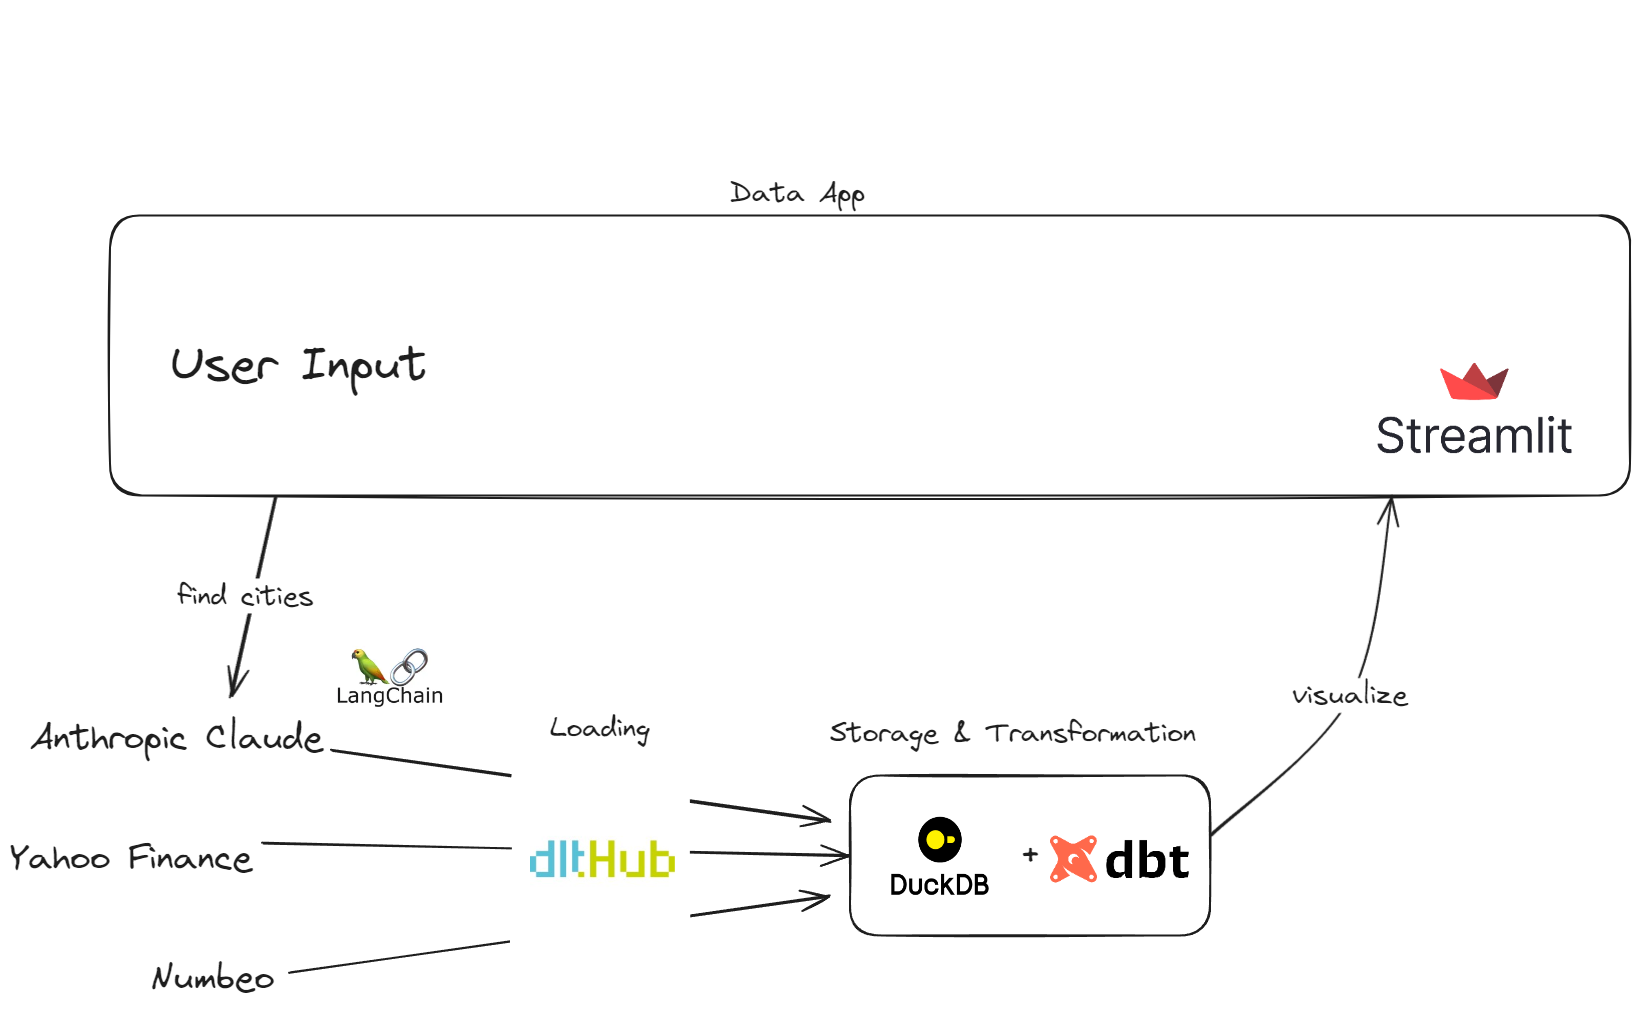 Data App
User Input
Streamlit
find cities
LangChain
visualize
Anthropic Claude
Loading
Storage & Transformation
Yahoo Finance
dltHub
DuckDB
+
dbt
Numbeo